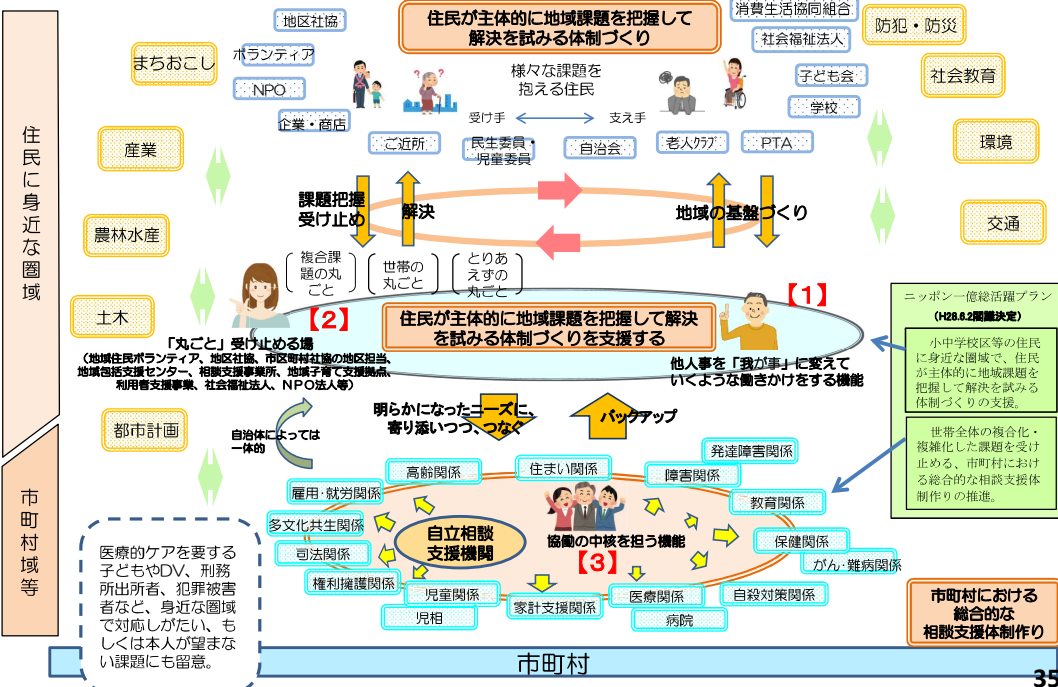 住民に身近な圏域
市町村域等
地区社協
ボランティア
NPO
企業・商店
まちおこし
産業
農林水産
土木
都市計画
住民が主体的に地域課題を把握して
解決を試みる体制づくり
様々な課題を
抱える住民
受け手
支え手
ご近所
民生委員・
児童委員
自治会
老人クラブ
PTA
消費生活協同組合
社会福祉法人
子ども会
学校
防犯・防災
社会教育
環境
交通
課題把握
受け止め
解決
地域の基盤づくり
複合課
題の丸
ごと
世帯の
丸ごと
とりあ
えずの
丸ごと
【2】
【1】
住民が主体的に地域課題を把握して解決
を試みる体制づくりを支援する
「丸ごと」受け止める場
(地域住民ボランティア、地区社協、市区町村社協の地区担当、
地域包括支援センター、相談支援事業所、地域子育て支援拠点、
利用者支援事業、社会福祉法人、NPO法人等)
他人事を「我が事」に変えて
いくような働きかけをする機能
ニッポン一億総活躍プラン
(H28.6.2閣議決定)
小中学校区等の住民
に身近な圏域で、住民
が主体的に地域課題を
把握して解決を試みる
体制づくりの支援。
世帯全体の複合化・
複雑化した課題を受け
止める、市町村におけ
る総合的な相談支援体
制作りの推進。
明らかになったニーズに、
寄り添いつつ、つなぐ
バックアップ
自治体によっては
一体的
高齢関係
住まい関係
障害関係
発達障害関係
雇用・就労関係
教育関係
多文化共生関係
司法関係
保健関係
がん・難病関係
権利擁護関係
児童関係
児相
家計支援関係
医療関係
病院
自殺対策関係
自立相談
支援機関
協働の中核を担う機能
【3】
医療的ケアを要する
子どもやDV、刑務
所出所者、犯罪被害
者など、身近な圏域
で対応しがたい、も
しくは本人が望まな
い課題にも留意。
市町村における
総合的な
相談支援体制作り
市町村
35